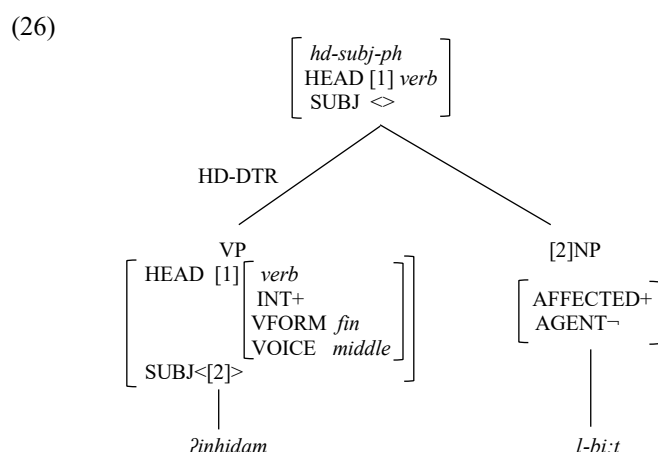 (26)
hd-subj-ph
HEAD [1] verb
SUBJ <>
HD-DTR
VP
HEAD [1] verb
INT+
VFORM fin
VOICE middle
SUBJ<[2]>
ʔinhidam
[2]NP
AFFECTED+
AGENT¬
l-bi:t